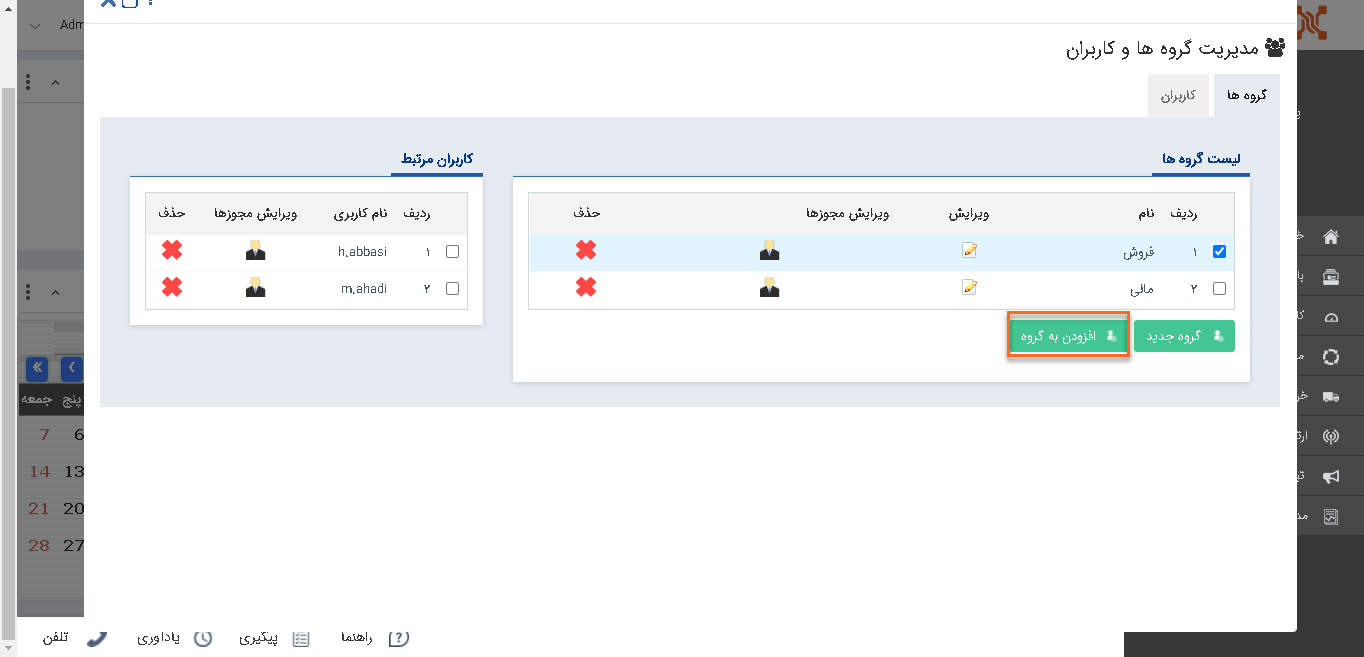 Adm
مدیریت گروه ها و کاربران
گروه ها
کاربران
لیست گروه ها
ردیف نام ویرایش ویرایش مجوزها حذف
۱ فروش
۲ مالی
گروه جدید
افزودن به گروه
کاربران مرتبط
ردیف نام کاربری ویرایش مجوزها حذف
۱ h.abbasi
۲ m.ahadi
پنج جمعه
7 6
14 13
21 20
28 27
راهنما
پیگیری
یاداوری
تلفن